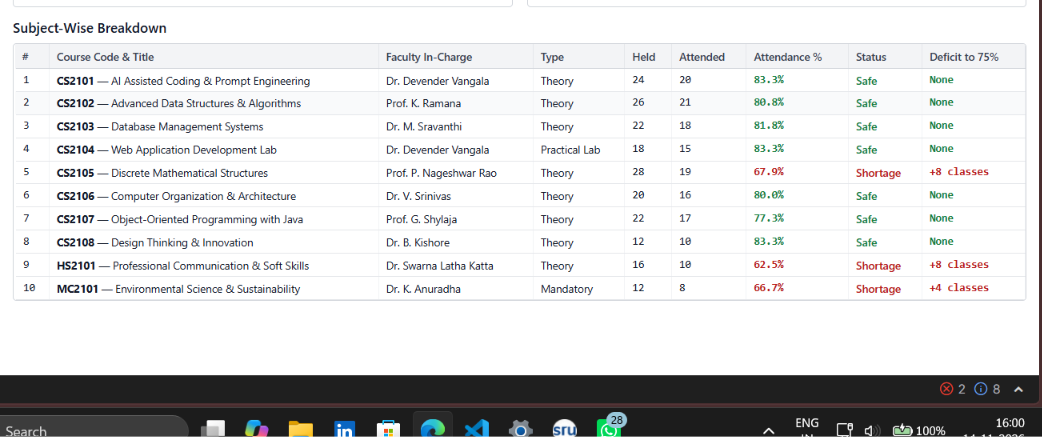 Subject-Wise Breakdown
# Course Code & Title Faculty In-Charge Type Held Attended Attendance % Status Deficit to 75%
1 CS2101 — AI Assisted Coding & Prompt Engineering Dr. Devender Vangala Theory 24 20 83.3% Safe None
2 CS2102 — Advanced Data Structures & Algorithms Prof. K. Ramana Theory 26 21 80.8% Safe None
3 CS2103 — Database Management Systems Dr. M. Sravanthi Theory 22 18 81.8% Safe None
4 CS2104 — Web Application Development Lab Dr. Devender Vangala Practical Lab 18 15 83.3% Safe None
5 CS2105 — Discrete Mathematical Structures Prof. P. Nageshwar Rao Theory 28 19 67.9% Shortage +8 classes
6 CS2106 — Computer Organization & Architecture Dr. V. Srinivas Theory 20 16 80.0% Safe None
7 CS2107 — Object-Oriented Programming with Java Prof. G. Shylaja Theory 22 17 77.3% Safe None
8 CS2108 — Design Thinking & Innovation Dr. B. Kishore Theory 12 10 83.3% Safe None
9 HS2101 — Professional Communication & Soft Skills Dr. Swarna Latha Katta Theory 16 10 62.5% Shortage +8 classes
10 MC2101 — Environmental Science & Sustainability Dr. K. Anuradha Mandatory 12 8 66.7% Shortage +4 classes
2 8
Search in sru 28 ENG 100% 16:00